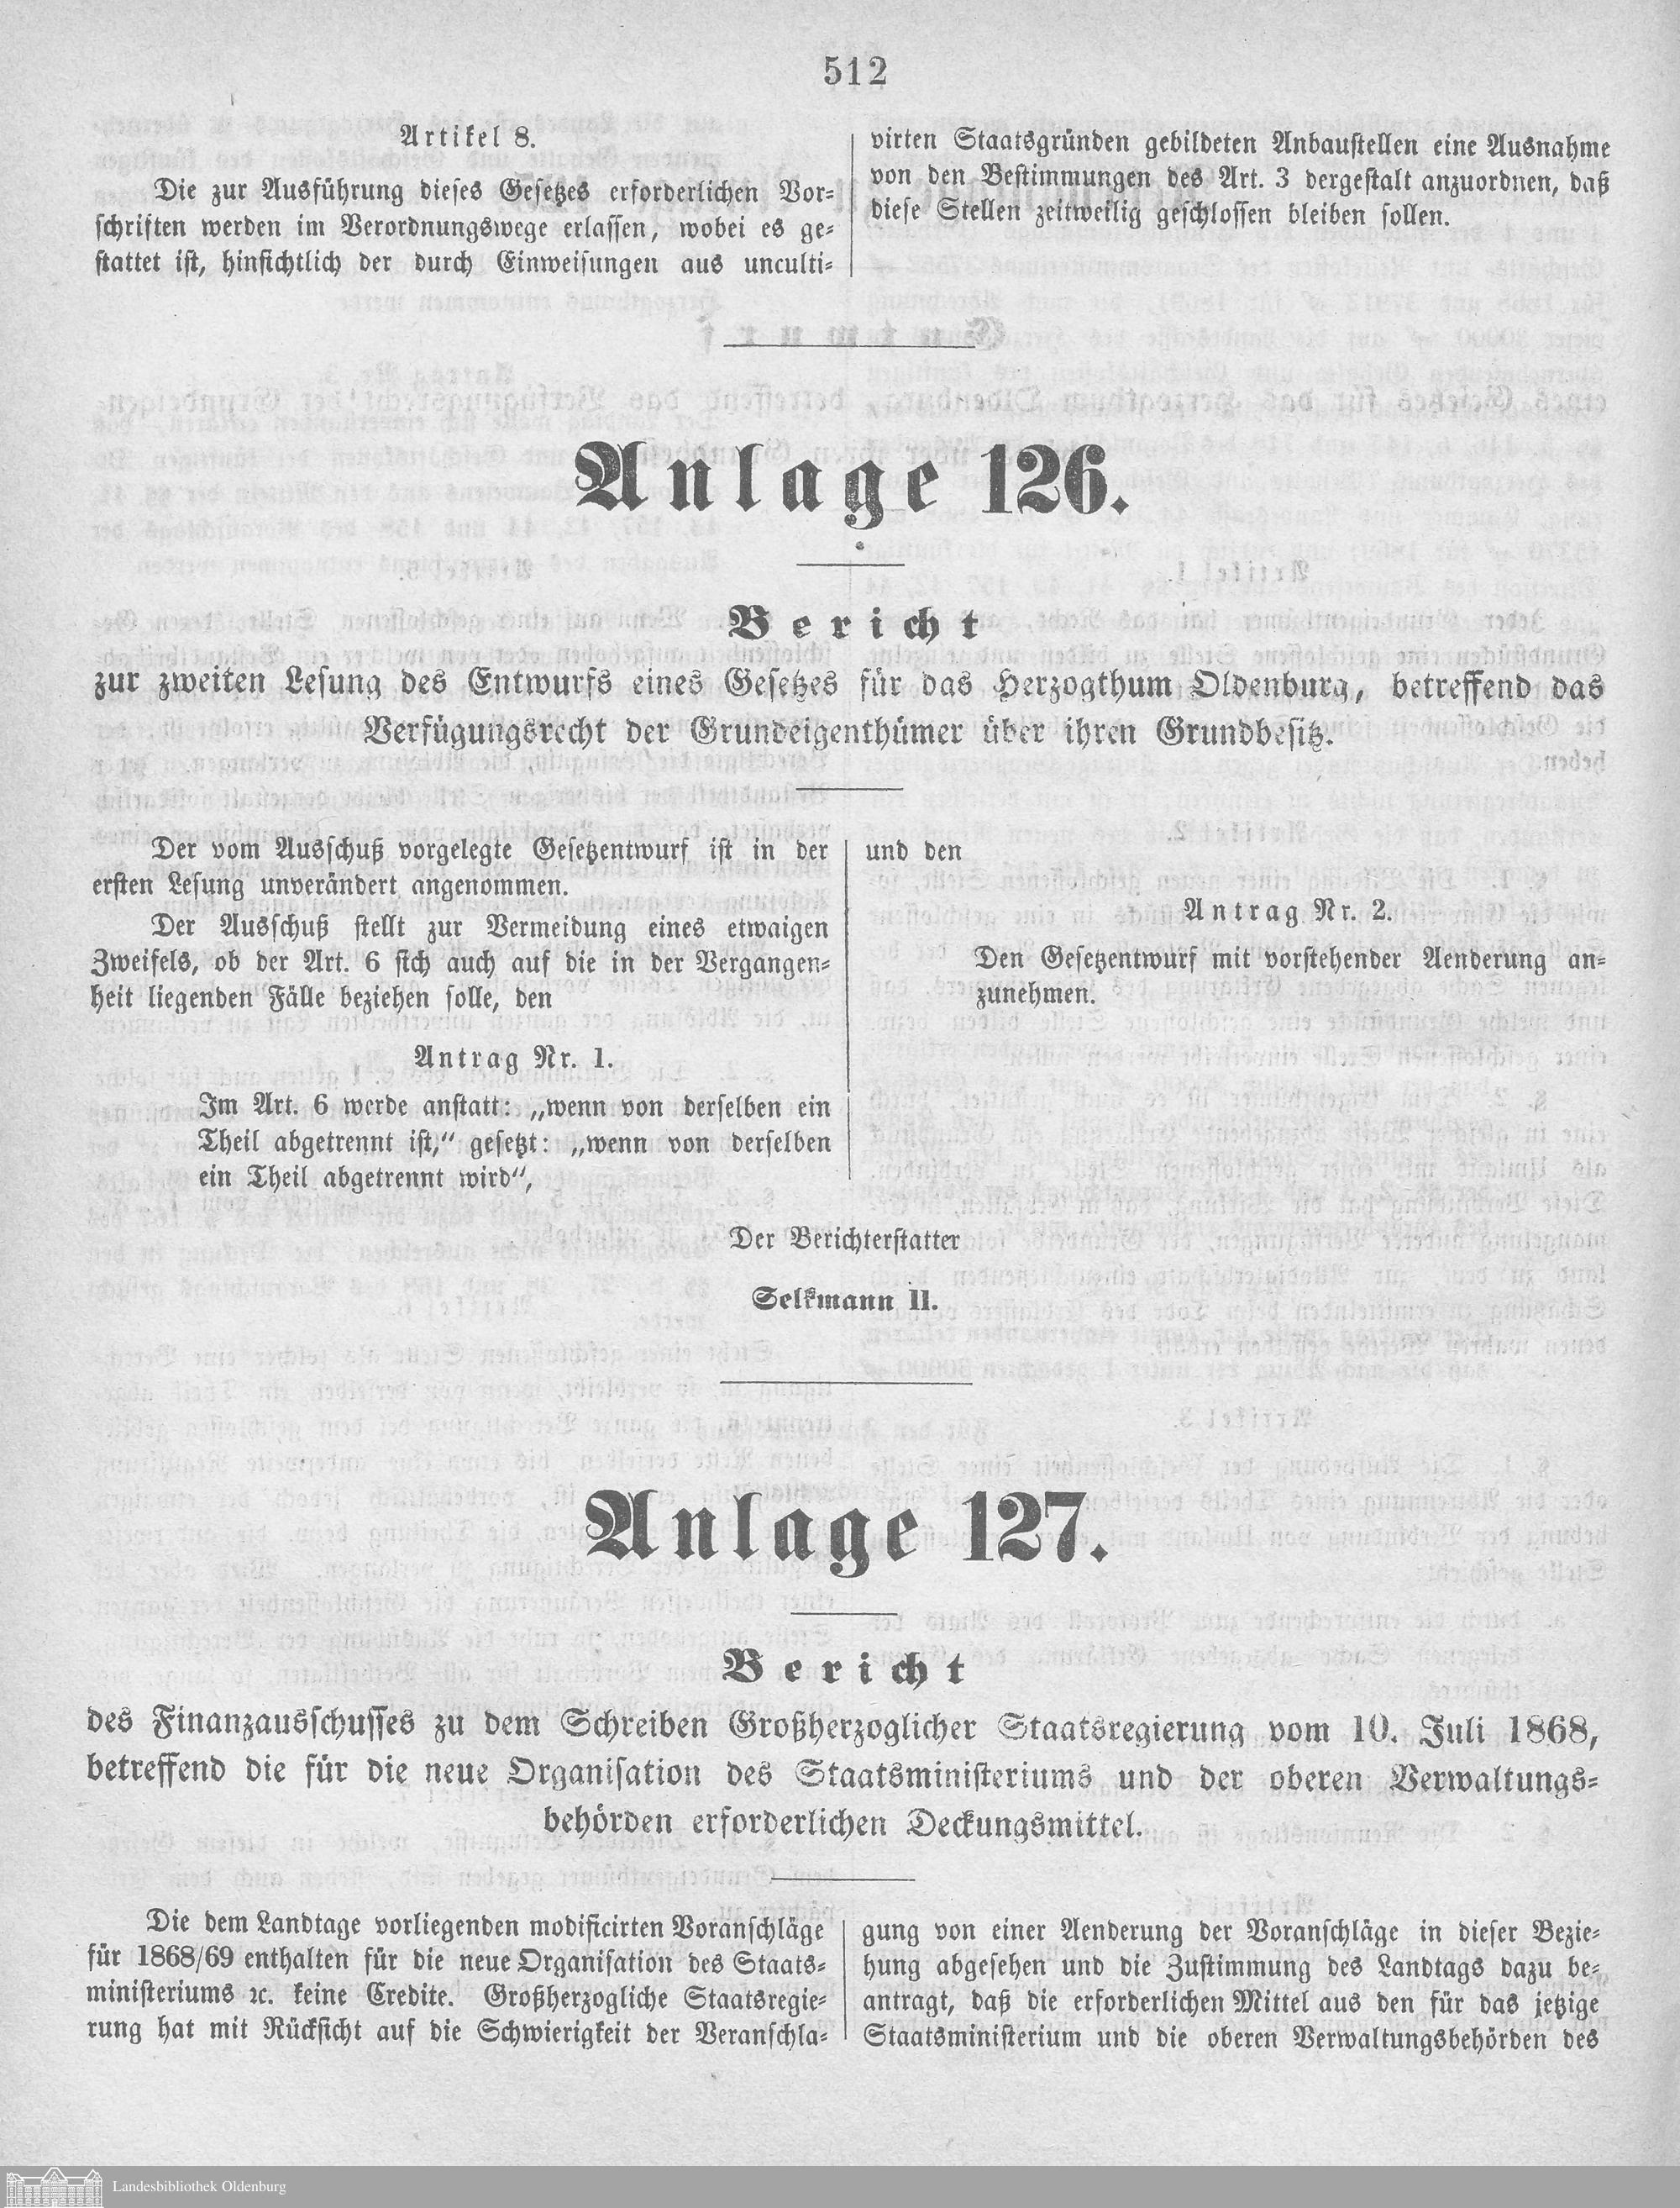 512
Artikel 8.
Die zur Ausführung dieses Gesetzes erforderlichen Vor-
schriften werden im Verordnungswege erlassen, wobei es ge-
stattet ist, hinsichtlich der durch Einweisungen aus unculti-
virten Staatsgründen gebildeten Anbaustellen eine Ausnahme
von den Bestimmungen des Art. 3 dergestalt anzuordnen, daß
diese Stellen zeitweilig geschlossen bleiben sollen.
Anlage 126.
Bericht
zur zweiten Lesung des Entwurfs eines Gesetzes für das Herzogthum Oldenburg, betreffend das
Verfügungsrecht der Grundeigenthümer über ihren Grundbesitz.
Der vom Ausschuß vorgelegte Gesetzentwurf ist in der
ersten Lesung unverändert angenommen.
Der Ausschuß stellt zur Vermeidung eines etwaigen
Zweifels, ob der Art. 6 sich auch auf die in der Vergangen-
heit liegenden Fälle beziehen solle, den
Antrag Nr. 1.
Im Art. 6 werde anstatt: „wenn von derselben ein
Theil abgetrennt ist,“ gesetzt: „wenn von derselben
ein Theil abgetrennt wird“,
und den
Antrag Nr. 2.
Den Gesetzentwurf mit vorstehender Aenderung an-
zunehmen.
Der Berichterstatter
Selkmann II.
Anlage 127.
Bericht
des Finanzausschusses zu dem Schreiben Großherzoglicher Staatsregierung vom 10. Juli 1868,
betreffend die für die neue Organisation des Staatsministeriums und der oberen Verwaltungs-
behörden erforderlichen Deckungsmittel.
Die dem Landtage vorliegenden modificirten Voranschläge
für 1868/69 enthalten für die neue Organisation des Staats-
ministeriums ꝛc. keine Credite. Großherzogliche Staatsregie-
rung hat mit Rücksicht auf die Schwierigkeit der Veranschla-
gung von einer Aenderung der Voranschläge in dieser Bezie-
hung abgesehen und die Zustimmung des Landtags dazu be-
antragt, daß die erforderlichen Mittel aus den für das jetzige
Staatsministerium und die oberen Verwaltungsbehörden des
Landesbibliothek Oldenburg